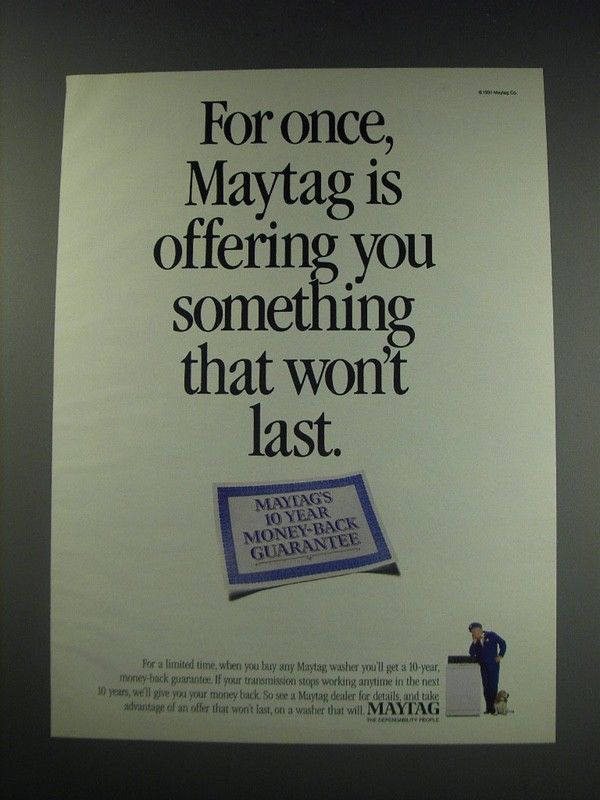 © 1991 Maytag Co.
For once,
Maytag is
offering you
something
that won't
last.
MAYTAG'S
10 YEAR
MONEY-BACK
GUARANTEE
For a limited time, when you buy any Maytag washer you'll get a 10-year,
money-back guarantee. If your transmission stops working anytime in the next
10 years, we'll give you your money back. So see a Maytag dealer for details, and take
advantage of an offer that won't last, on a washer that will. MAYTAG
THE DEPENDABILITY PEOPLE